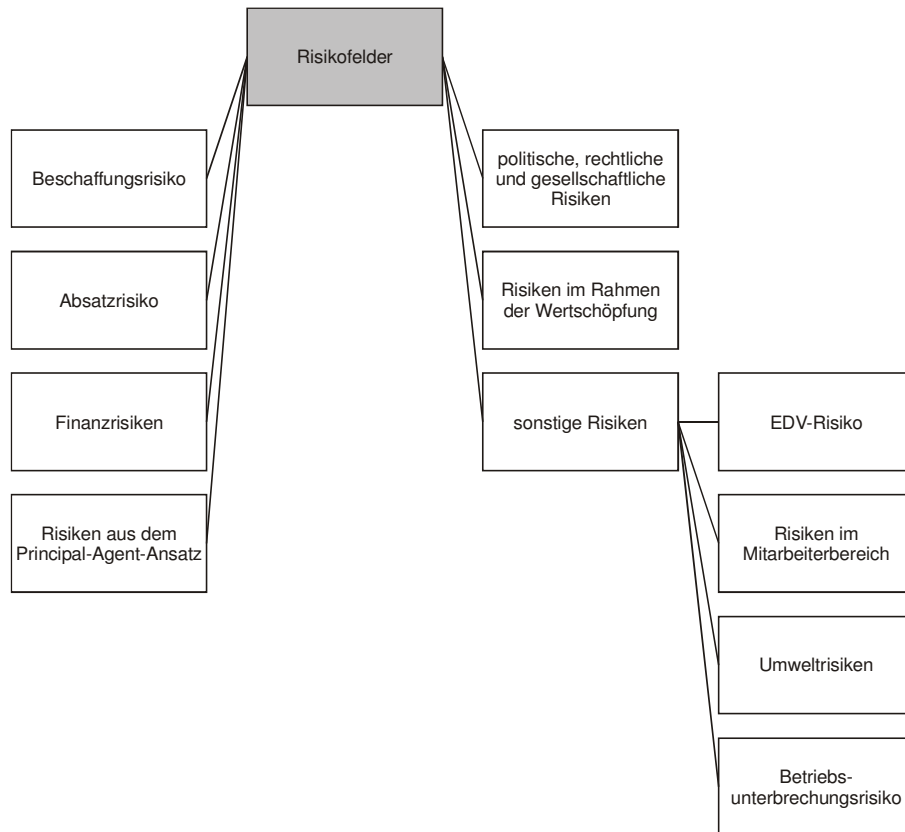 Risikofelder
Beschaffungsrisiko
Absatzrisiko
Finanzrisiken
Risiken aus dem
Principal-Agent-Ansatz
politische, rechtliche
und gesellschaftliche
Risiken
Risiken im Rahmen
der Wertschöpfung
sonstige Risiken
EDV-Risiko
Risiken im
Mitarbeiterbereich
Umweltrisiken
Betriebs-
unterbrechungsrisiko